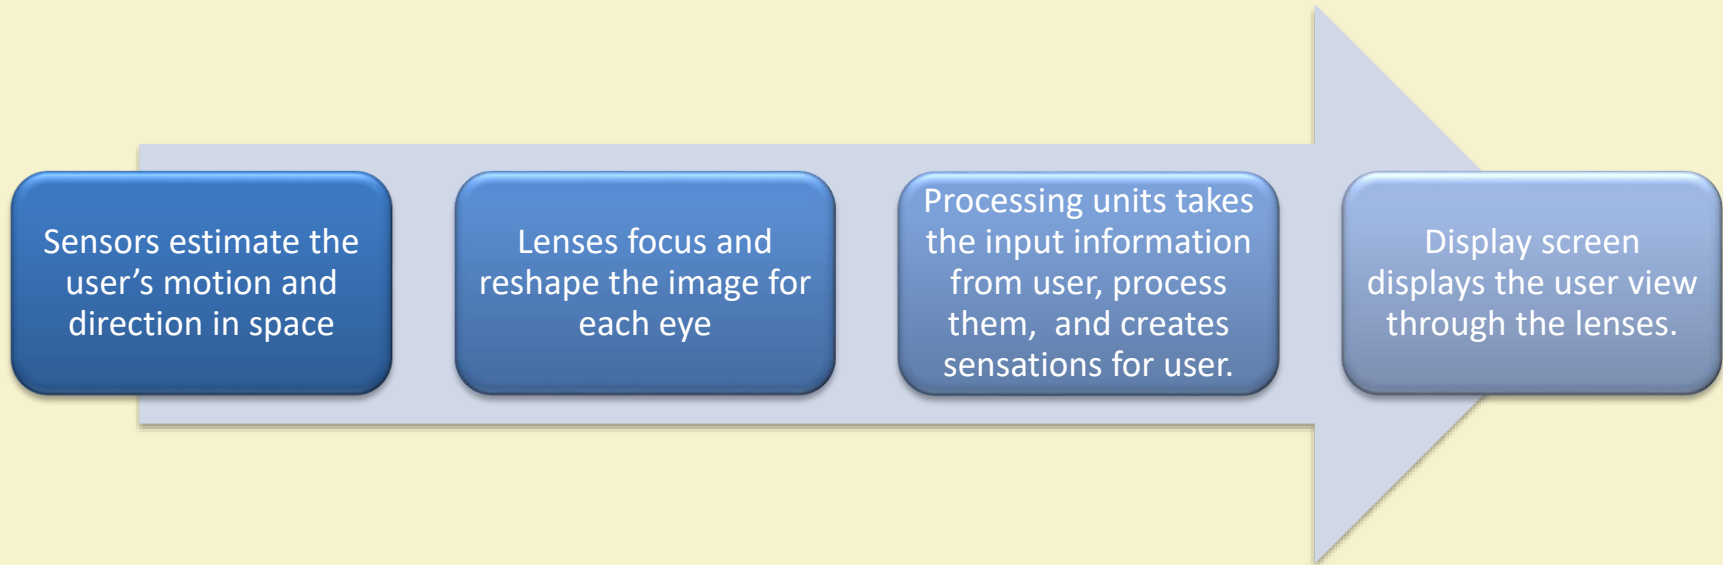 Sensors estimate the
user’s motion and
direction in space
Lenses focus and
reshape the image for
each eye
Processing units takes
the input information
from user, process
them,  and creates
sensations for user.
Display screen
displays the user view
through the lenses.